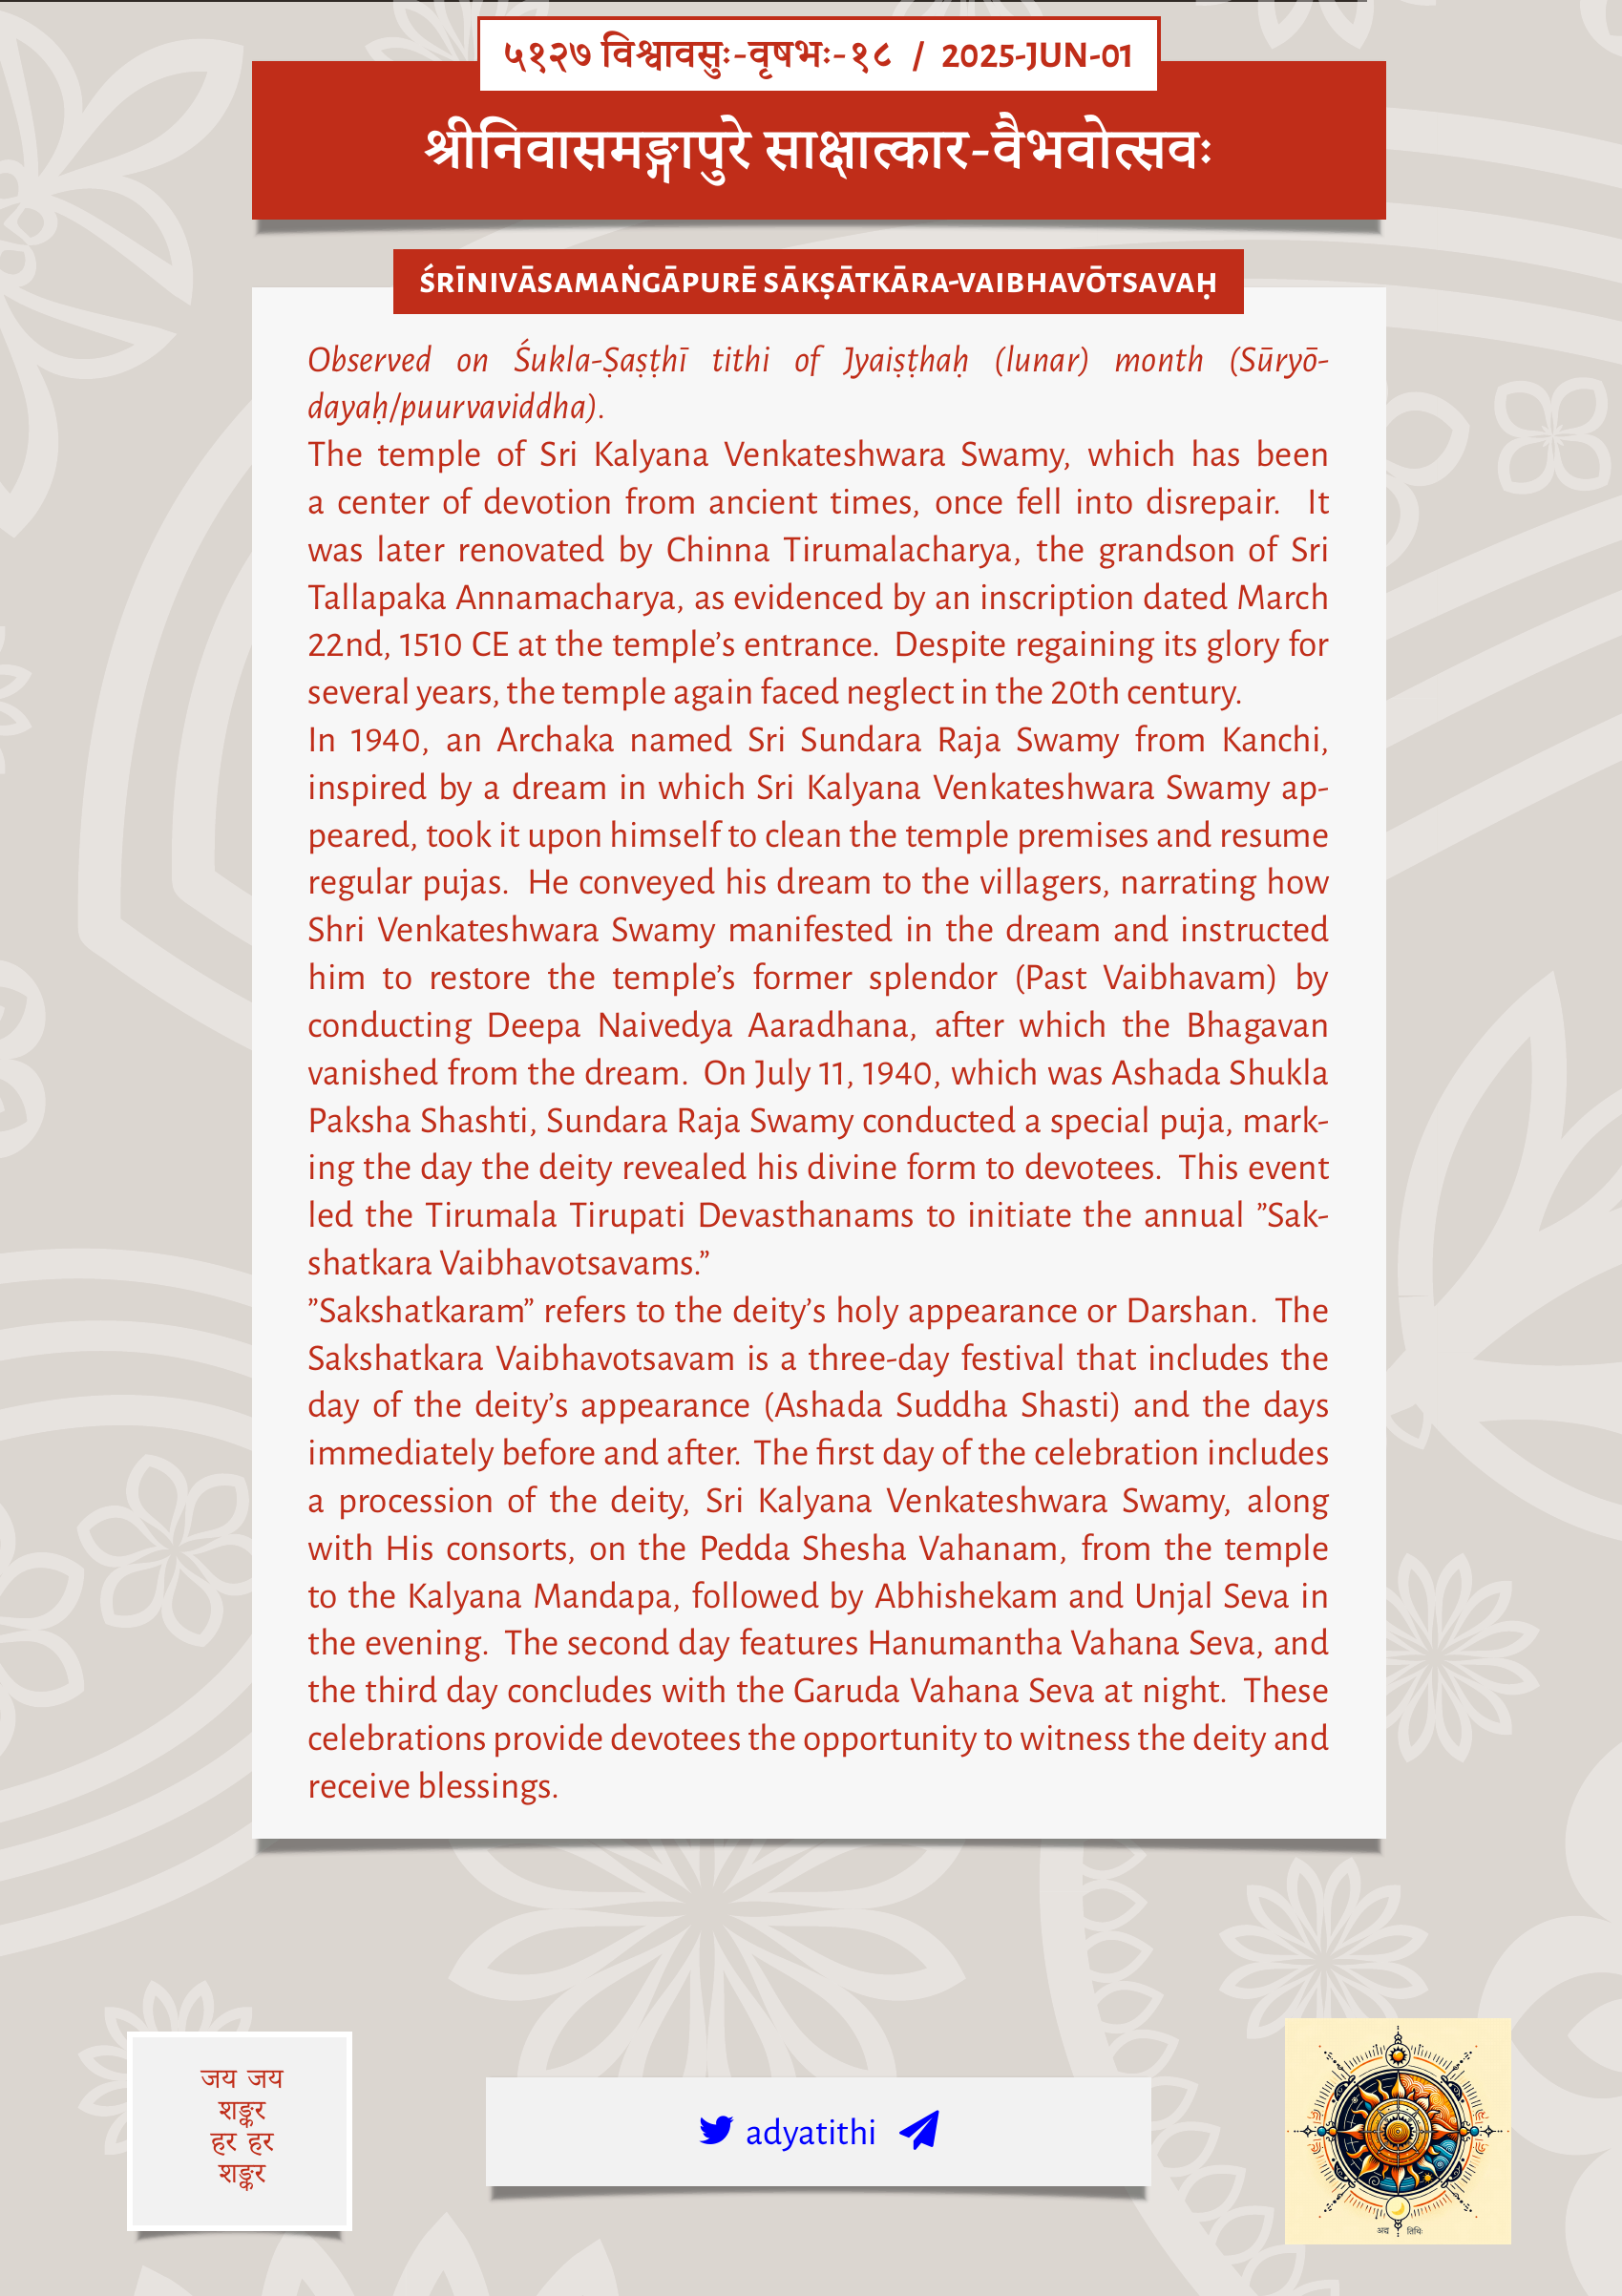 ५१२७ विश्वावसुः-वृषभः-१८ / 2025-JUN-01
श्रीनिवासमङ्गापुरे साक्षात्कार-वैभवोत्सवः
ŚRĪNIVĀSAMAṄGĀPURĒ SĀKṢĀTKĀRA-VAIBHAVŌTSAVAḤ
Observed on Śukla-Ṣaṣṭhī tithi of Jyaiṣṭhaḥ (lunar) month (Sūryō-
dayaḥ/puurvaviddha).
The temple of Sri Kalyana Venkateshwara Swamy, which has been
a center of devotion from ancient times, once fell into disrepair. It
was later renovated by Chinna Tirumalacharya, the grandson of Sri
Tallapaka Annamacharya, as evidenced by an inscription dated March
22nd, 1510 CE at the temple’s entrance. Despite regaining its glory for
several years, the temple again faced neglect in the 20th century.
In 1940, an Archaka named Sri Sundara Raja Swamy from Kanchi,
inspired by a dream in which Sri Kalyana Venkateshwara Swamy ap-
peared, took it upon himself to clean the temple premises and resume
regular pujas. He conveyed his dream to the villagers, narrating how
Shri Venkateshwara Swamy manifested in the dream and instructed
him to restore the temple’s former splendor (Past Vaibhavam) by
conducting Deepa Naivedya Aaradhana, after which the Bhagavan
vanished from the dream. On July 11, 1940, which was Ashada Shukla
Paksha Shashti, Sundara Raja Swamy conducted a special puja, mark-
ing the day the deity revealed his divine form to devotees. This event
led the Tirumala Tirupati Devasthanams to initiate the annual ”Sak-
shatkara Vaibhavotsavams.”
”Sakshatkaram” refers to the deity’s holy appearance or Darshan. The
Sakshatkara Vaibhavotsavam is a three-day festival that includes the
day of the deity’s appearance (Ashada Suddha Shasti) and the days
immediately before and after. The first day of the celebration includes
a procession of the deity, Sri Kalyana Venkateshwara Swamy, along
with His consorts, on the Pedda Shesha Vahanam, from the temple
to the Kalyana Mandapa, followed by Abhishekam and Unjal Seva in
the evening. The second day features Hanumantha Vahana Seva, and
the third day concludes with the Garuda Vahana Seva at night. These
celebrations provide devotees the opportunity to witness the deity and
receive blessings.
जय जय
शङ्कर
हर हर
शङ्कर
adyatithi
अद्य तिथिः